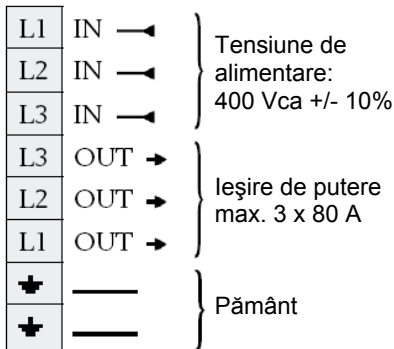 L1 IN
L2 IN
L3 IN
Tensiune de
alimentare:
400 Vca +/- 10%
L3 OUT
L2 OUT
L1 OUT
Ieşire de putere
max. 3 x 80 A
Pământ